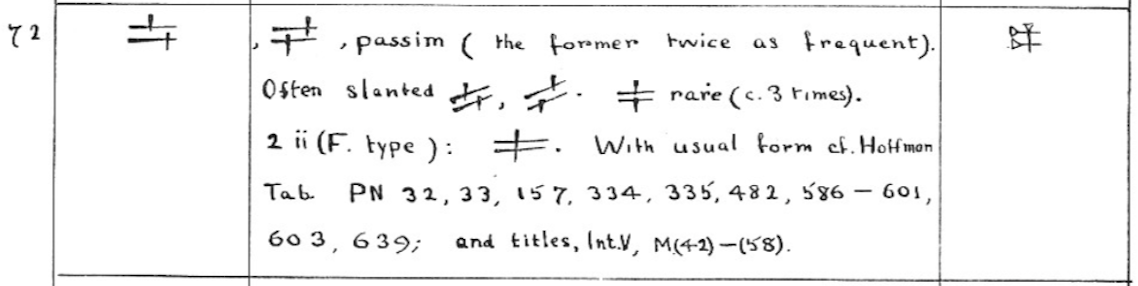 72 , , passim ( the former twice as frequent).
Often slanted , . rare (c. 3 times).
2 ii (F. type ): . With usual form cf. Hoffman
Tab. PN 32, 33, 157, 334, 335, 482, 586 – 601,
603, 639; and titles, Int.V, M(42) – (58).